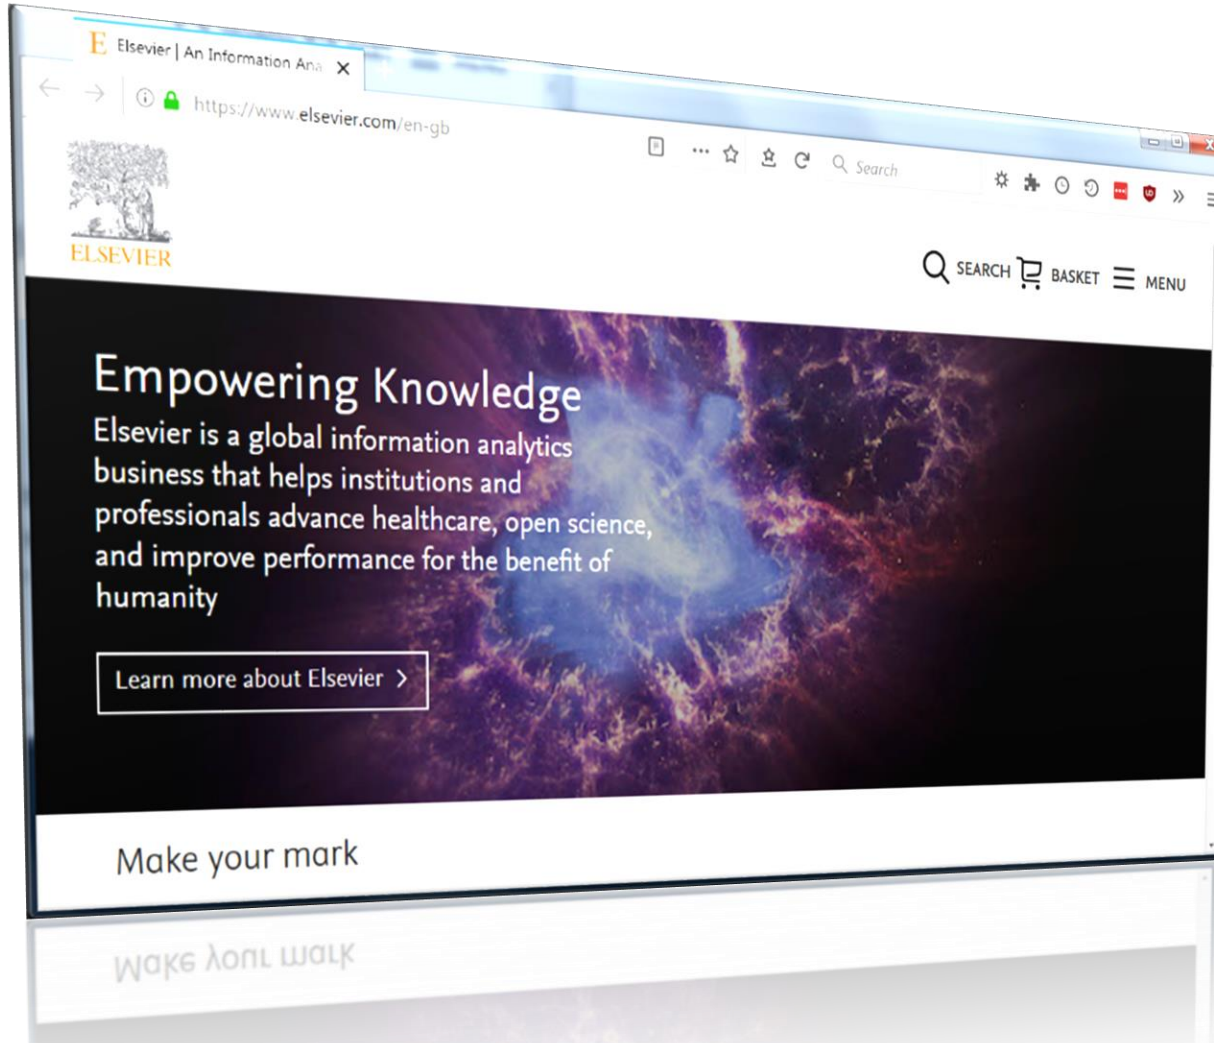 E Elsevier | An Information Ana
https://www.elsevier.com/en-gb
Search
ELSEVIER
SEARCH BASKET MENU
Empowering Knowledge
Elsevier is a global information analytics
business that helps institutions and
professionals advance healthcare, open science,
and improve performance for the benefit of
humanity
Learn more about Elsevier >
Make your mark
Make your mark